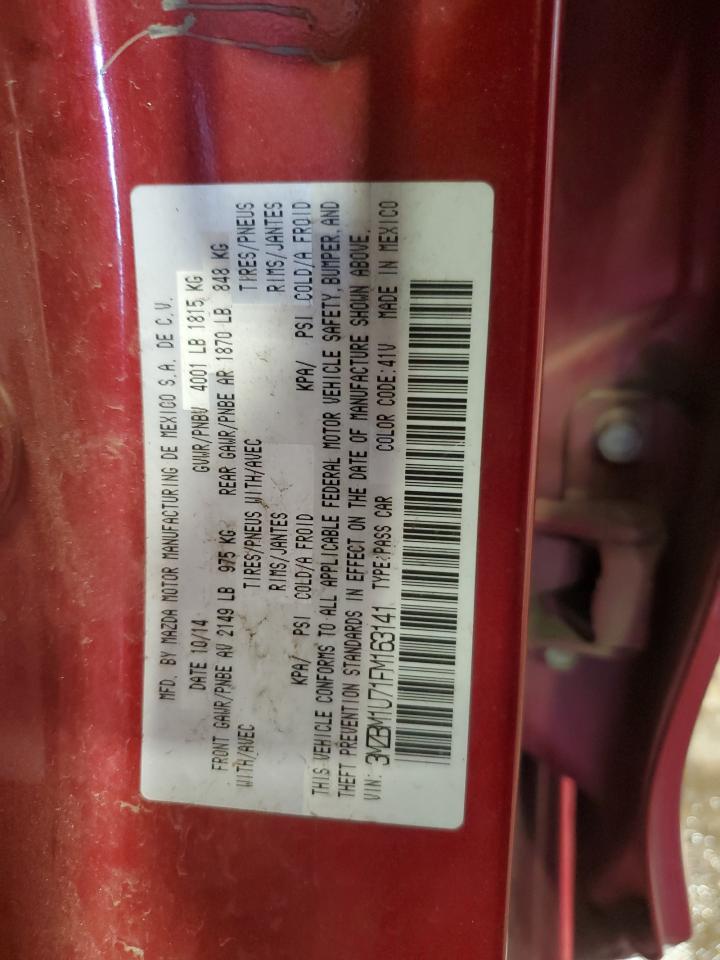 MFD. BY MAZDA MOTOR MANUFACTURING DE MEXICO S.A. DE C.V.
DATE 10/14 GVWR/PNBV 4001 LB 1815 KG
FRONT GAWR/PNBE AV 2149 LB 975 KG REAR GAWR/PNBE AR 1870 LB 848 KG
WITH/AVEC TIRES/PNEUS WITH/AVEC TIRES/PNEUS
RIMS/JANTES RIMS/JANTES
KPA/ PSI COLD/A FROID KPA/ PSI COLD/A FROID
THIS VEHICLE CONFORMS TO ALL APPLICABLE FEDERAL MOTOR VEHICLE SAFETY, BUMPER, AND
THEFT PREVENTION STANDARDS IN EFFECT ON THE DATE OF MANUFACTURE SHOWN ABOVE.
VIN: 3MZBM1U71FM163141 TYPE:PASS CAR COLOR CODE:41V MADE IN MEXICO